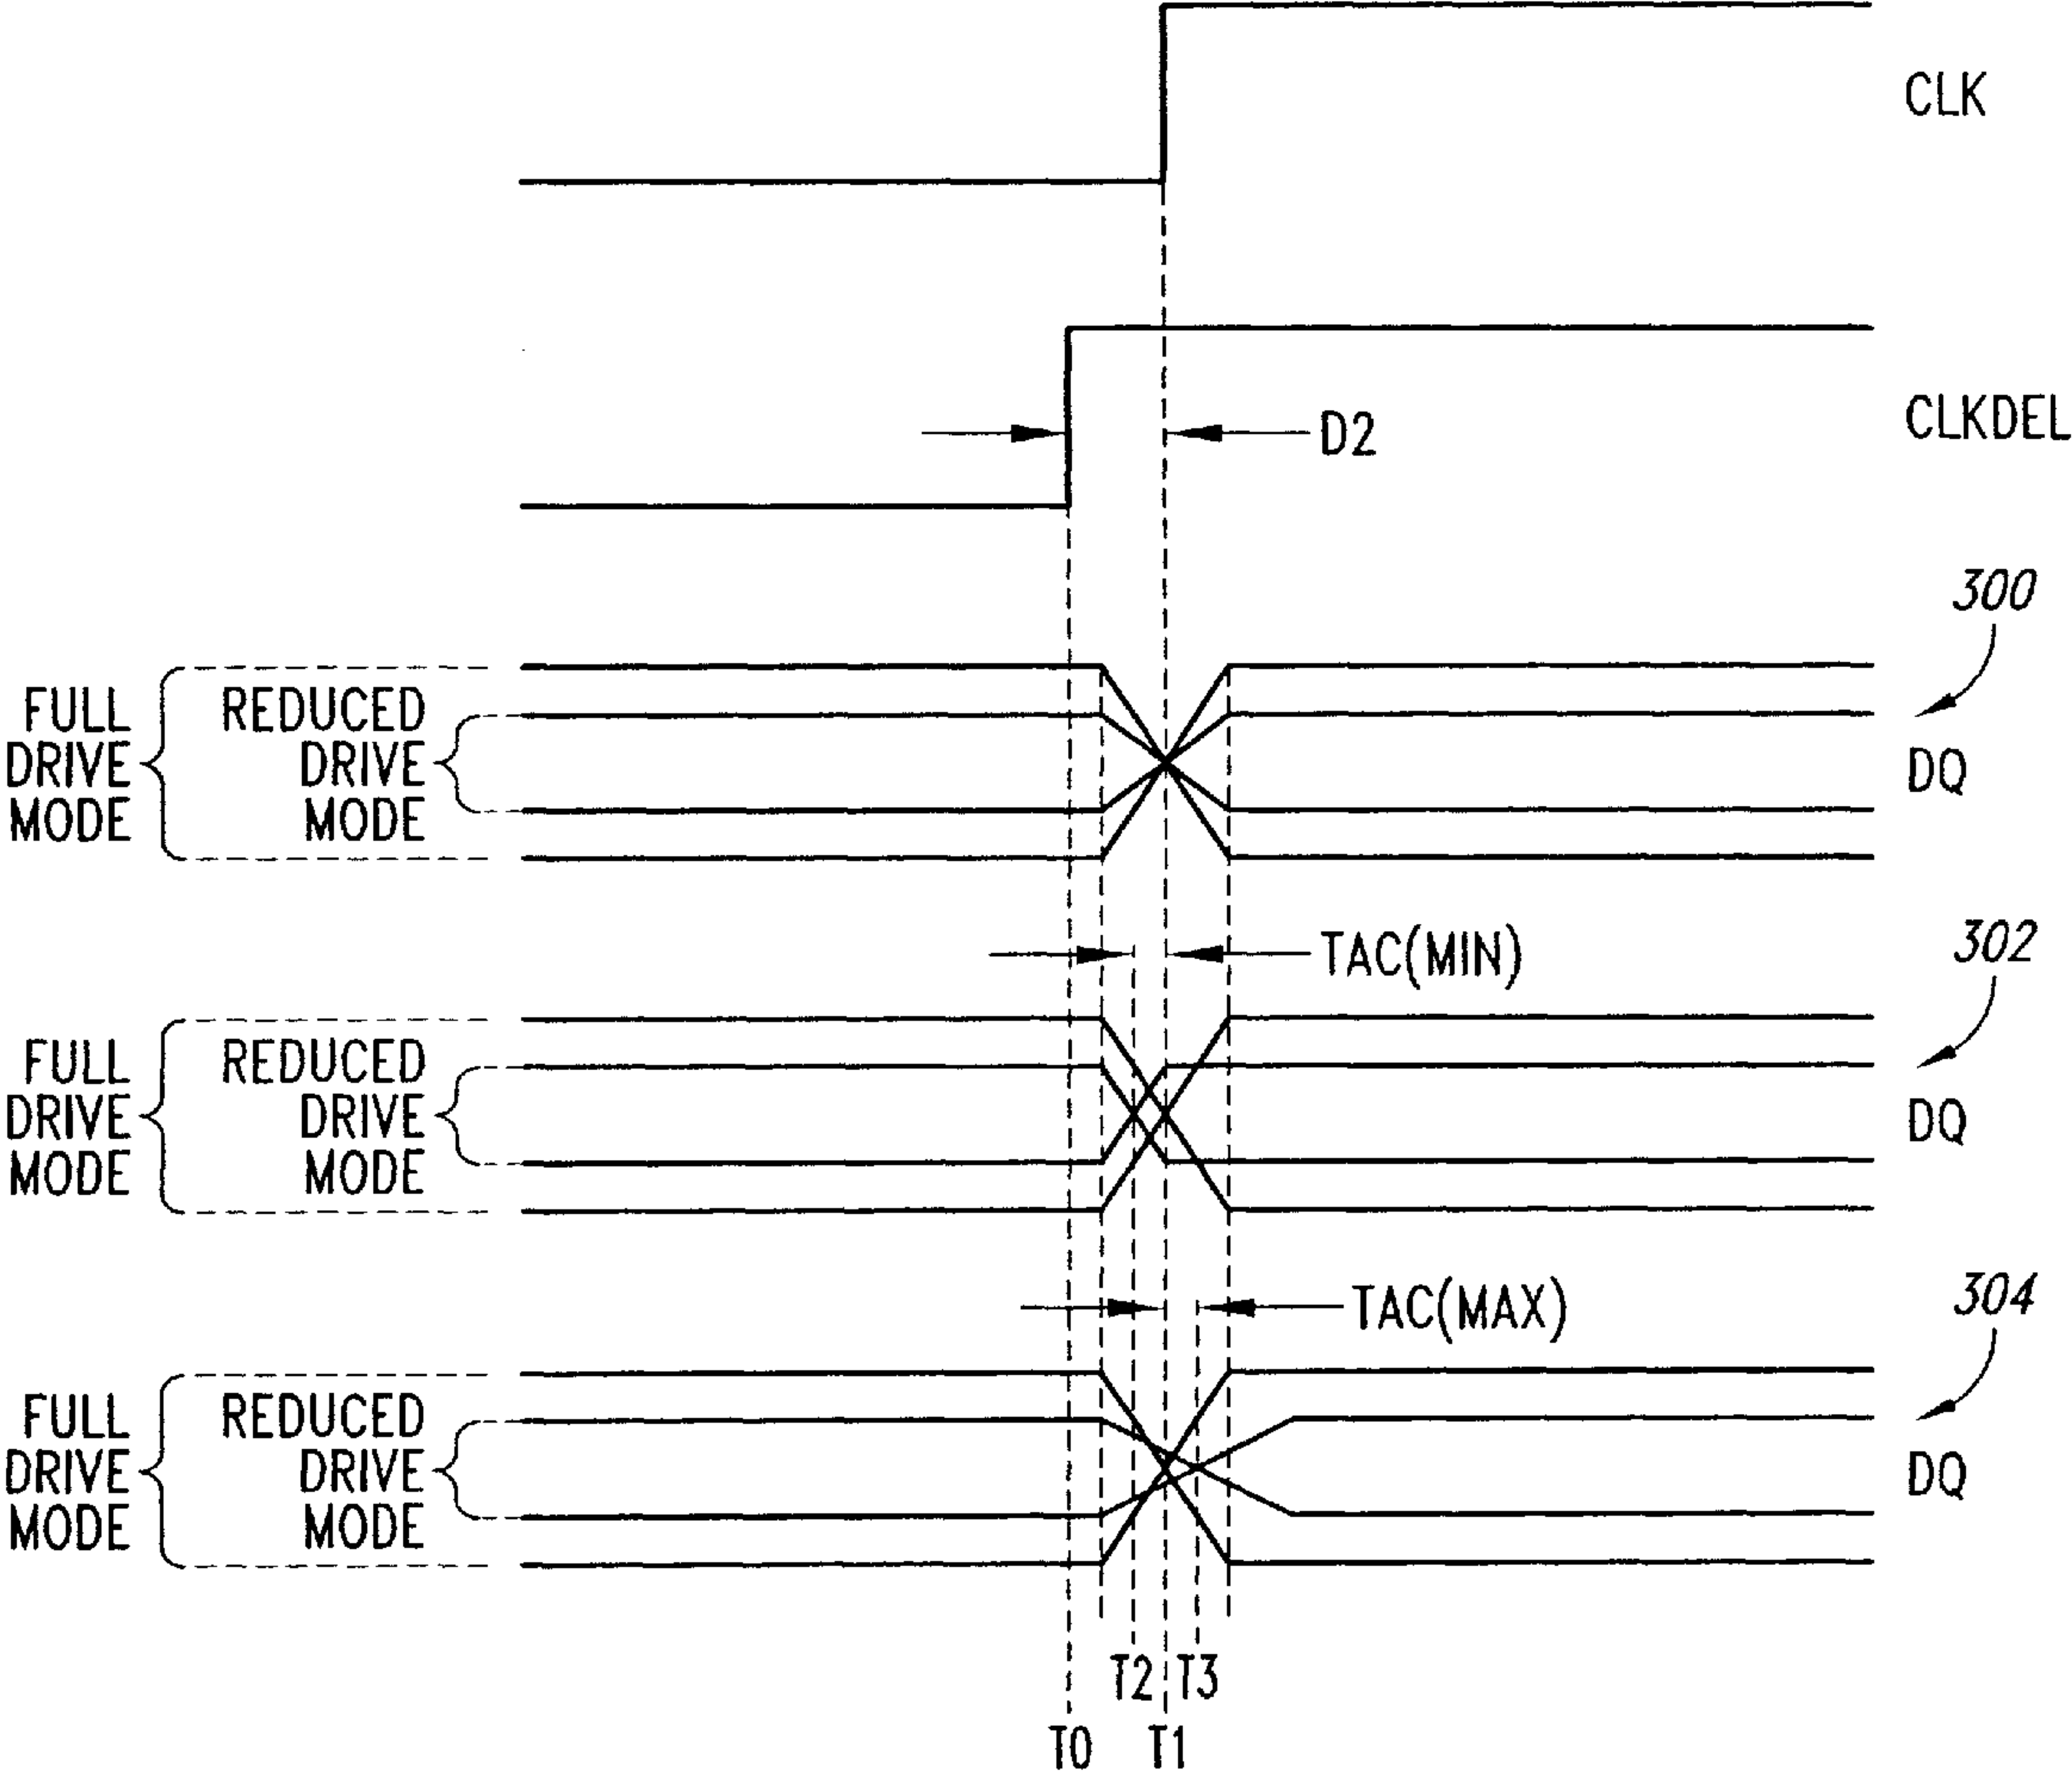 CLK
D2
CLKDEL
300
FULL DRIVE MODE
REDUCED DRIVE MODE
DQ
TAC(MIN)
302
FULL DRIVE MODE
REDUCED DRIVE MODE
DQ
TAC(MAX)
304
FULL DRIVE MODE
REDUCED DRIVE MODE
DQ
T2 T3
T0 T1